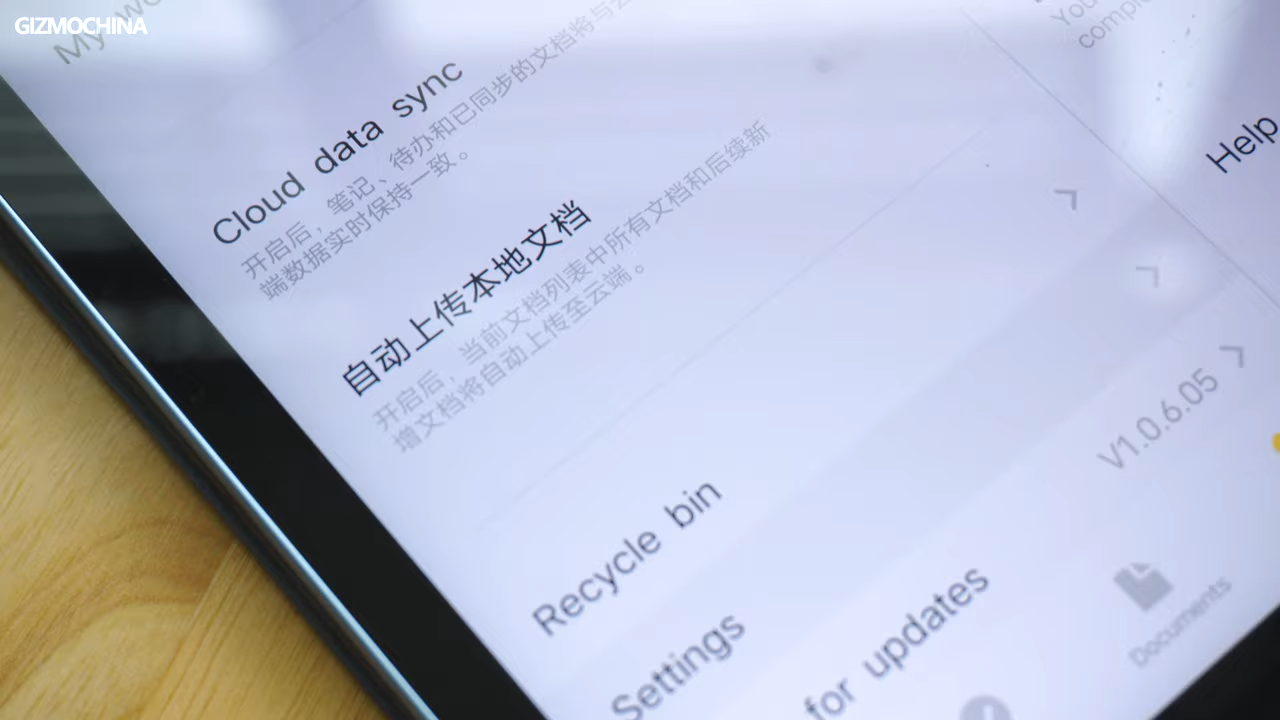 GIZMOCHINA
My
Cloud data sync
开启后，笔记、待办和已同步的文档将与云
端数据实时保持一致。
自动上传本地文档
开启后，当前文档列表中所有文档和后续新
增文档将自动上传至云端。
Recycle bin
Settings
for updates
V1.0.6.05
Help
You
Documents